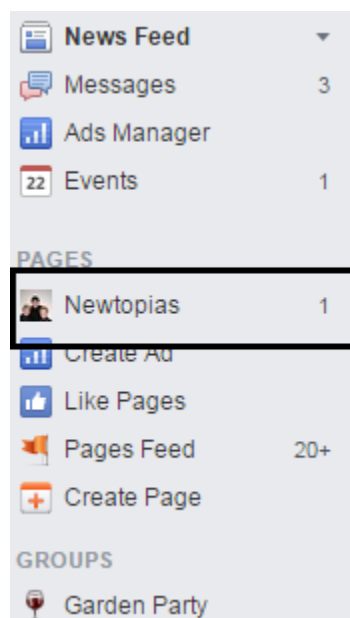 News Feed
Messages 3
Ads Manager
22 Events 1
PAGES
Newtopias 1
Create Ad
Like Pages
Pages Feed 20+
Create Page
GROUPS
Garden Party